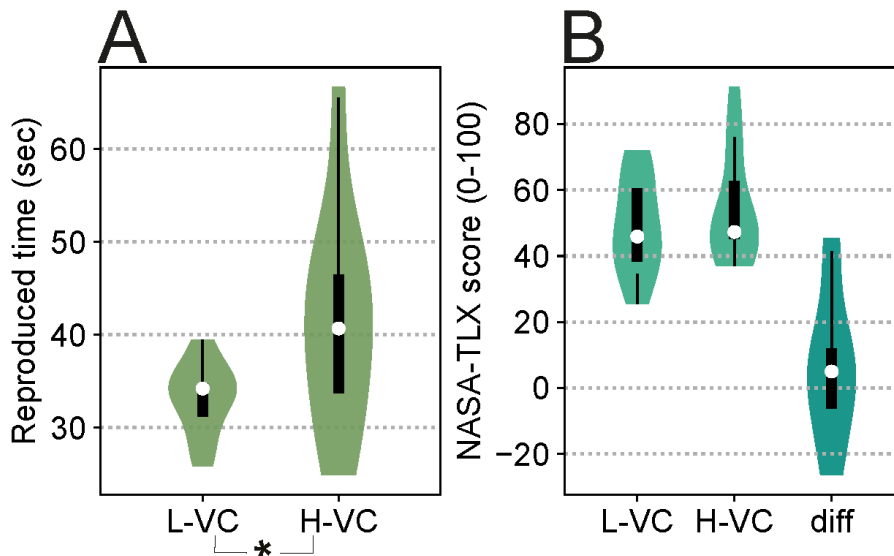 A
Reproduced time (sec)
60
50
40
30
L-VC H-VC
*
B
NASA-TLX score (0-100)
80
60
40
20
0
−20
L-VC H-VC diff